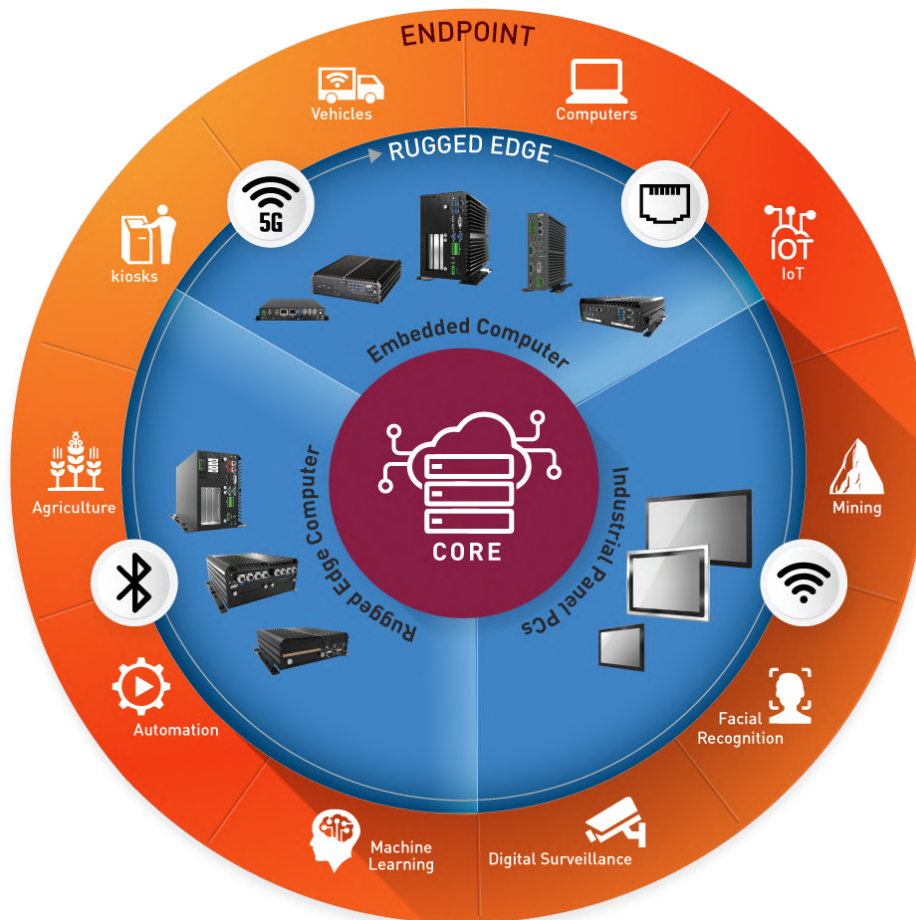 ENDPOINT
Vehicles
Computers
RUGGED EDGE
5G
kiosks
IOT
IoT
Embedded Computer
Agriculture
Rugged Edge Computer
CORE
Industrial Panel PCs
Mining
Automation
Facial
Recognition
Machine
Learning
Digital Surveillance